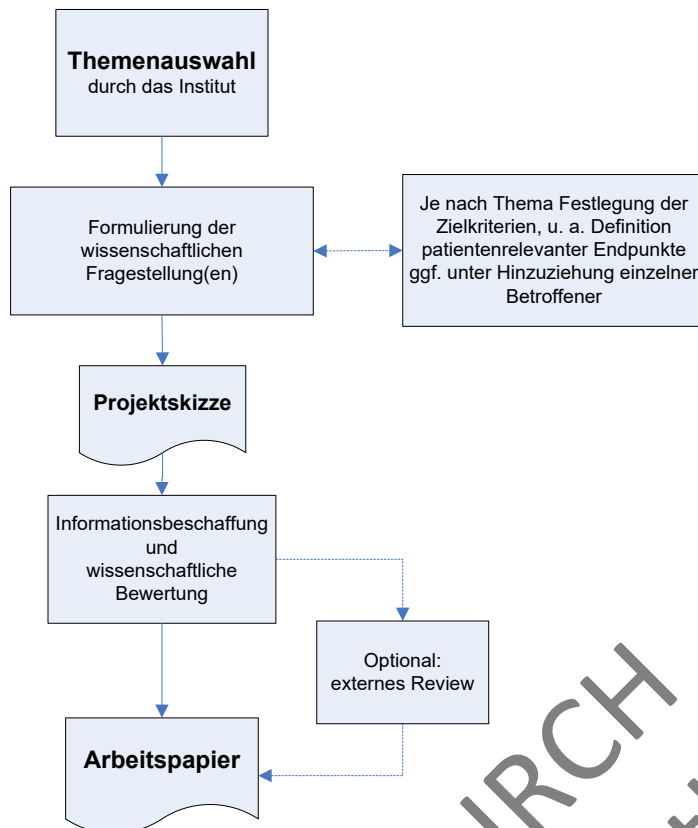 Themenauswahl
durch das Institut
Formulierung der
wissenschaftlichen
Fragestellung(en)
Je nach Thema Festlegung der
Zielkriterien, u. a. Definition
patientenrelevanter Endpunkte
ggf. unter Hinzuziehung einzelner
Betroffener
Projektskizze
Informationsbeschaffung
und
wissenschaftliche
Bewertung
Optional:
externes Review
Arbeitspapier